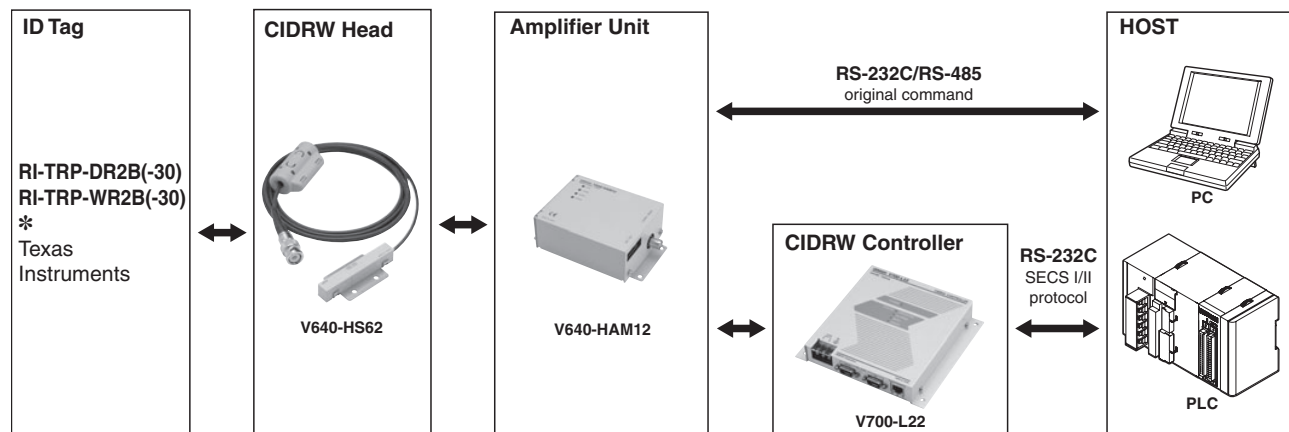 ID Tag
RI-TRP-DR2B(-30)
RI-TRP-WR2B(-30)
*
Texas
Instruments
CIDRW Head
V640-HS62
Amplifier Unit
V640-HAM12
RS-232C/RS-485
original command
CIDRW Controller
V700-L22
RS-232C
SECS I/II
protocol
HOST
PC
PLC